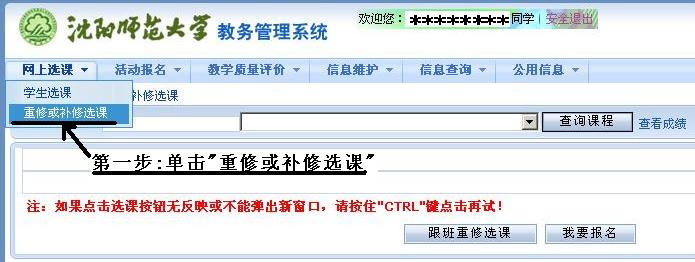 沈阳师范大学 教务管理系统 欢迎您：******** 同学 安全退出
网上选课 活动报名 教学质量评价 信息维护 信息查询 公用信息
学生选课
重修或补修选课 补修选课
查询课程 查看成绩
第一步:单击"重修或补修选课"
注：如果点击选课按钮无反映或不能弹出新窗口，请按住"CTRL"键点击再试！
跟班重修选课 我要报名